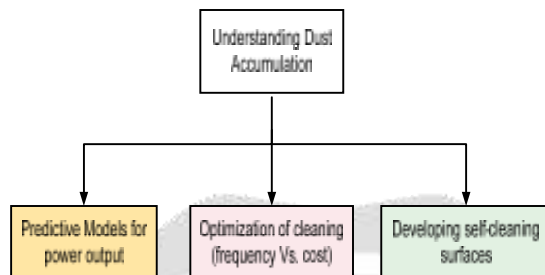 Understanding Dust
Accumulation
Predictive Models for
power output
Optimization of cleaning
(frequency Vs. cost)
Developing self-cleaning
surfaces